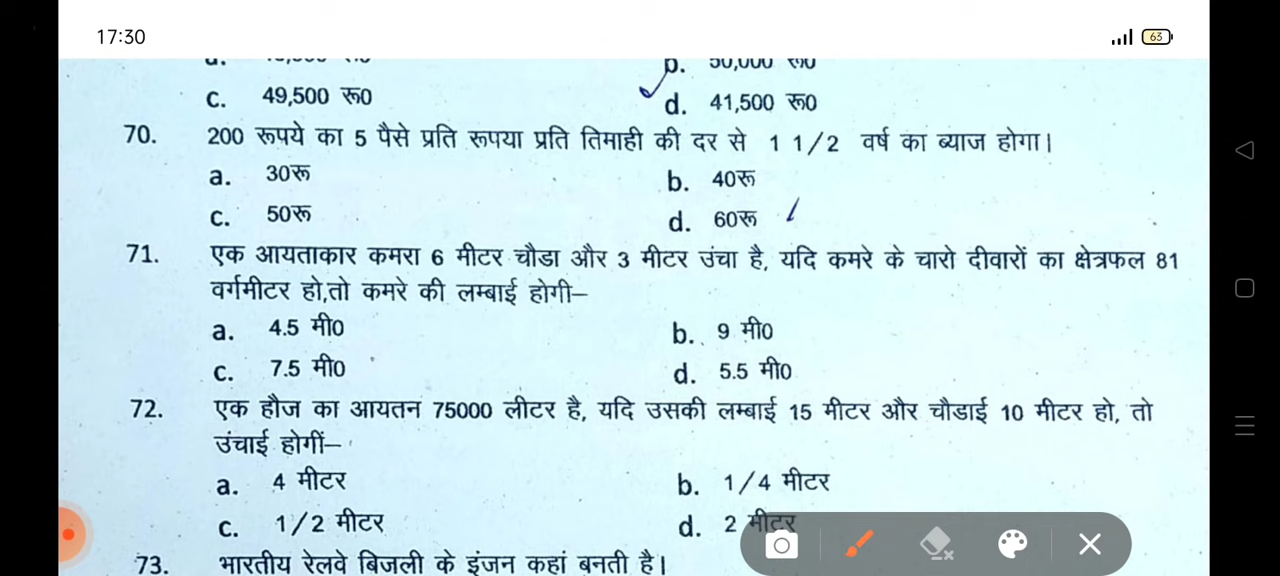 17:30
63
c. 49,500 रू0
d. 41,500 रू0
70. 200 रूपये का 5 पैसे प्रति रूपया प्रति तिमाही की दर से 1 1/2 वर्ष का ब्याज होगा।
a. 30रू b. 40रू
c. 50रू d. 60रू
71. एक आयताकार कमरा 6 मीटर चौडा और 3 मीटर उंचा है, यदि कमरे के चारो दीवारों का क्षेत्रफल 81
वर्गमीटर हो,तो कमरे की लम्बाई होगी–
a. 4.5 मी0 b. 9 मी0
c. 7.5 मी0 d. 5.5 मी0
72. एक हौज का आयतन 75000 लीटर है, यदि उसकी लम्बाई 15 मीटर और चौडाई 10 मीटर हो, तो
उंचाई होगीं–
a. 4 मीटर b. 1/4 मीटर
c. 1/2 मीटर d. 2 मीटर
73. भारतीय रेलवे बिजली के इंजन कहां बनती है।